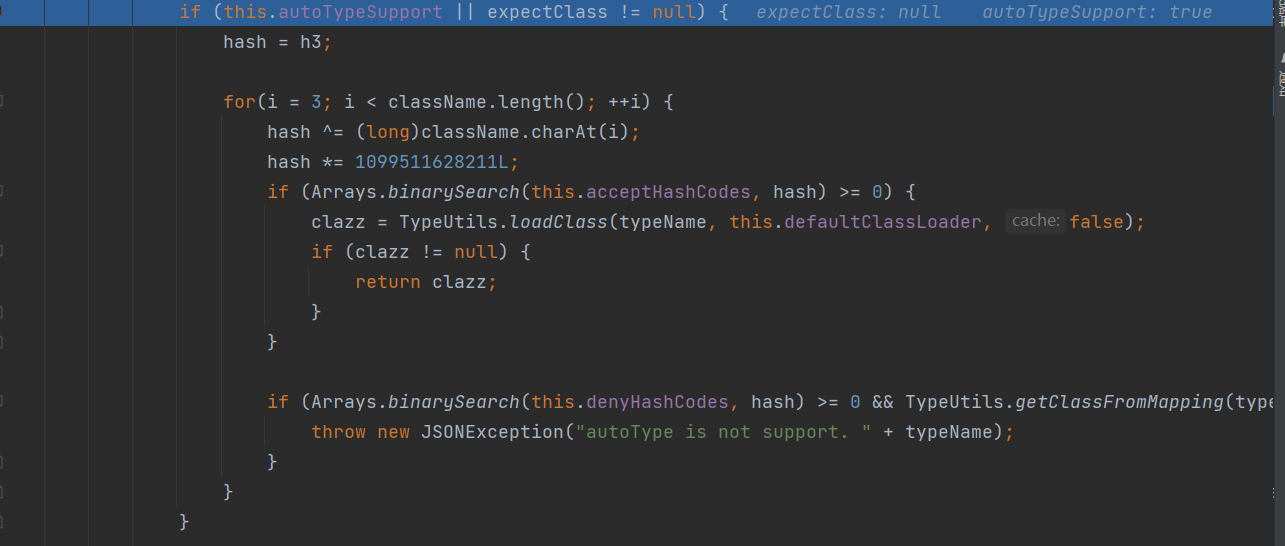 if (this.autoTypeSupport || expectClass != null) { expectClass: null autoTypeSupport: true
hash = h3;
for(i = 3; i < className.length(); ++i) {
hash ^= (long)className.charAt(i);
hash *= 1099511628211L;
if (Arrays.binarySearch(this.acceptHashCodes, hash) >= 0) {
clazz = TypeUtils.loadClass(typeName, this.defaultClassLoader, cache: false);
if (clazz != null) {
return clazz;
}
}
if (Arrays.binarySearch(this.denyHashCodes, hash) >= 0 && TypeUtils.getClassFromMapping(type
throw new JSONException("autoType is not support. " + typeName);
}
}
}